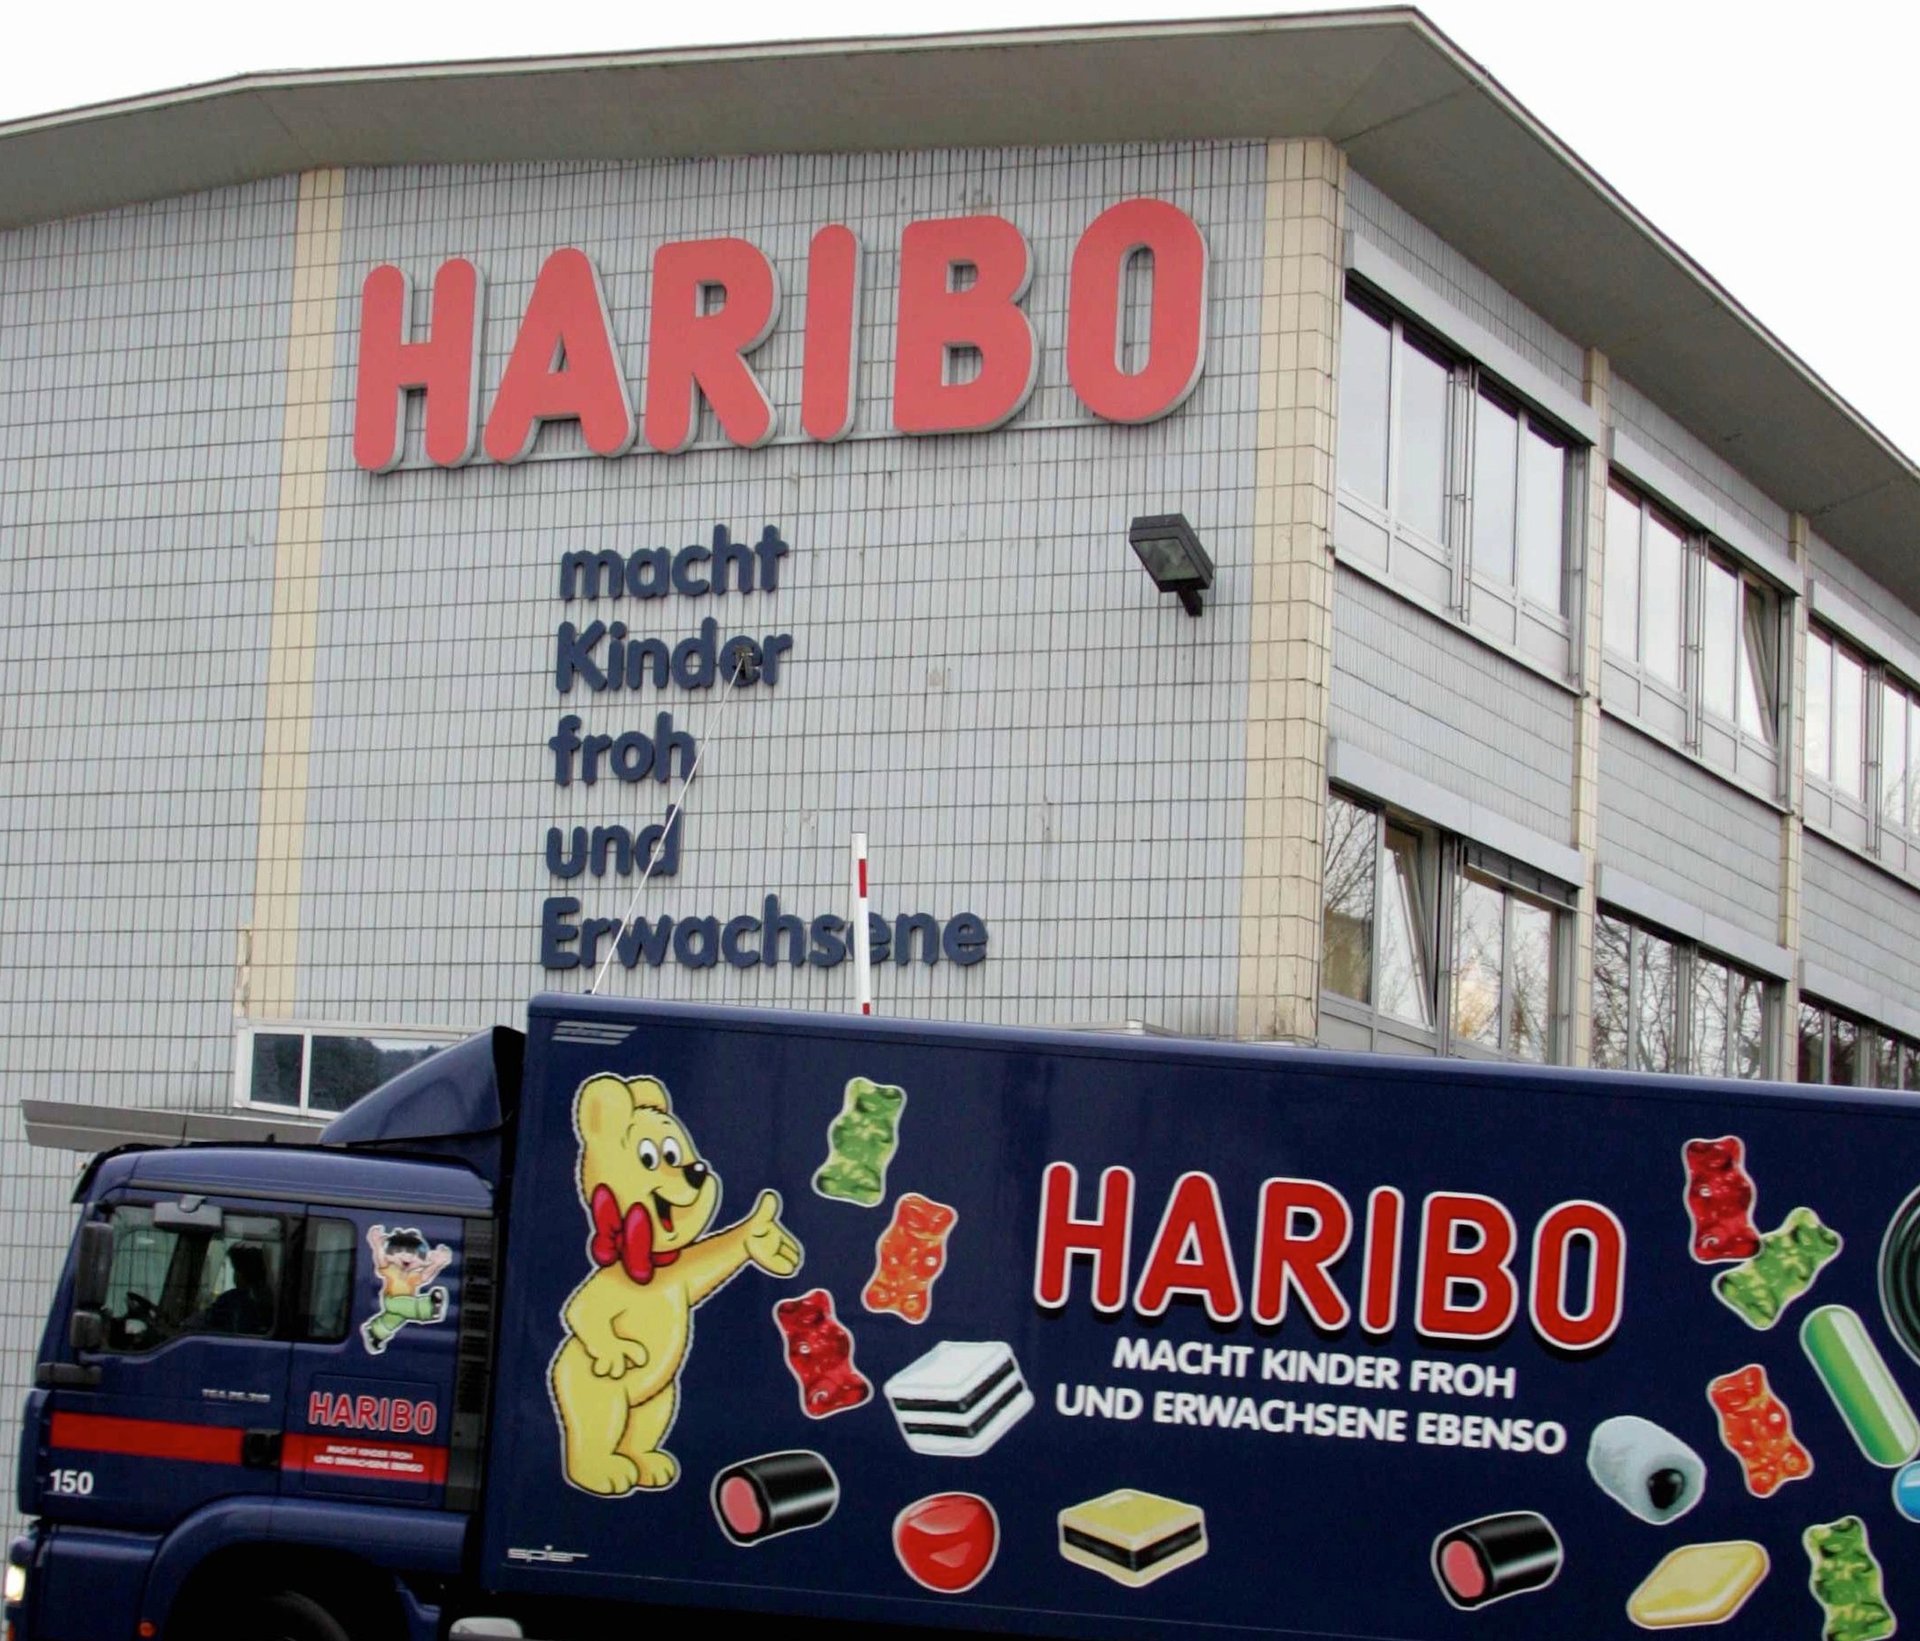 HARIBO
macht
Kinder
froh
und
Erwachsene
HARIBO
MACHT KINDER FROH
UND ERWACHSENE EBENSO
HARIBO
MACHT KINDER FROH
UND ERWACHSENE EBENSO
150
spier